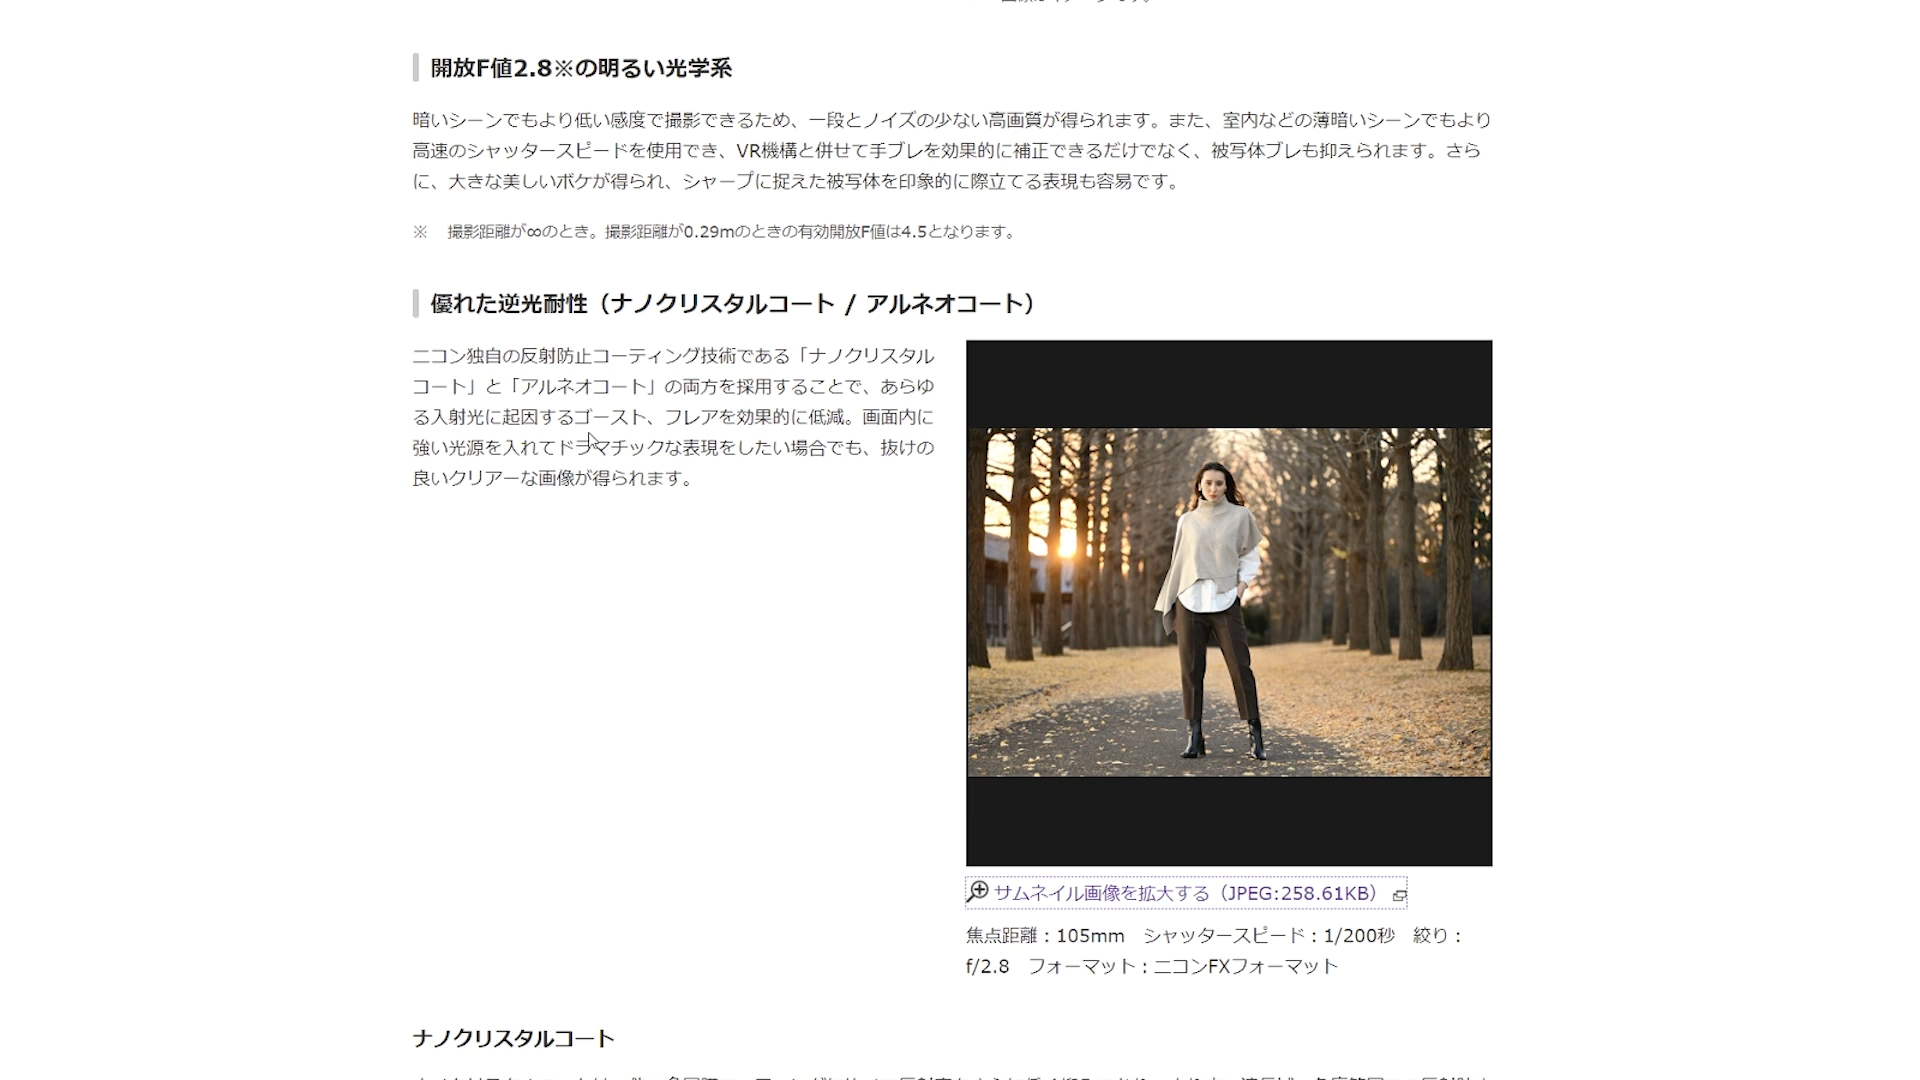 開放F値2.8※の明るい光学系
暗いシーンでもより低い感度で撮影できるため、一段とノイズの少ない高画質が得られます。また、室内などの薄暗いシーンでもより
高速のシャッタースピードを使用でき、VR機構と併せて手ブレを効果的に補正できるだけでなく、被写体ブレも抑えられます。さら
に、大きな美しいボケが得られ、シャープに捉えた被写体を印象的に際立てる表現も容易です。
※ 撮影距離が∞のとき。撮影距離が0.29mのときの有効開放F値は4.5となります。
優れた逆光耐性（ナノクリスタルコート / アルネオコート）
ニコン独自の反射防止コーティング技術である「ナノクリスタル
コート」と「アルネオコート」の両方を採用することで、あらゆ
る入射光に起因するゴースト、フレアを効果的に低減。画面内に
強い光源を入れてドラマチックな表現をしたい場合でも、抜けの
良いクリアーな画像が得られます。
サムネイル画像を拡大する（JPEG:258.61KB）
焦点距離：105mm シャッタースピード：1/200秒 絞り：
f/2.8 フォーマット：ニコンFXフォーマット
ナノクリスタルコート